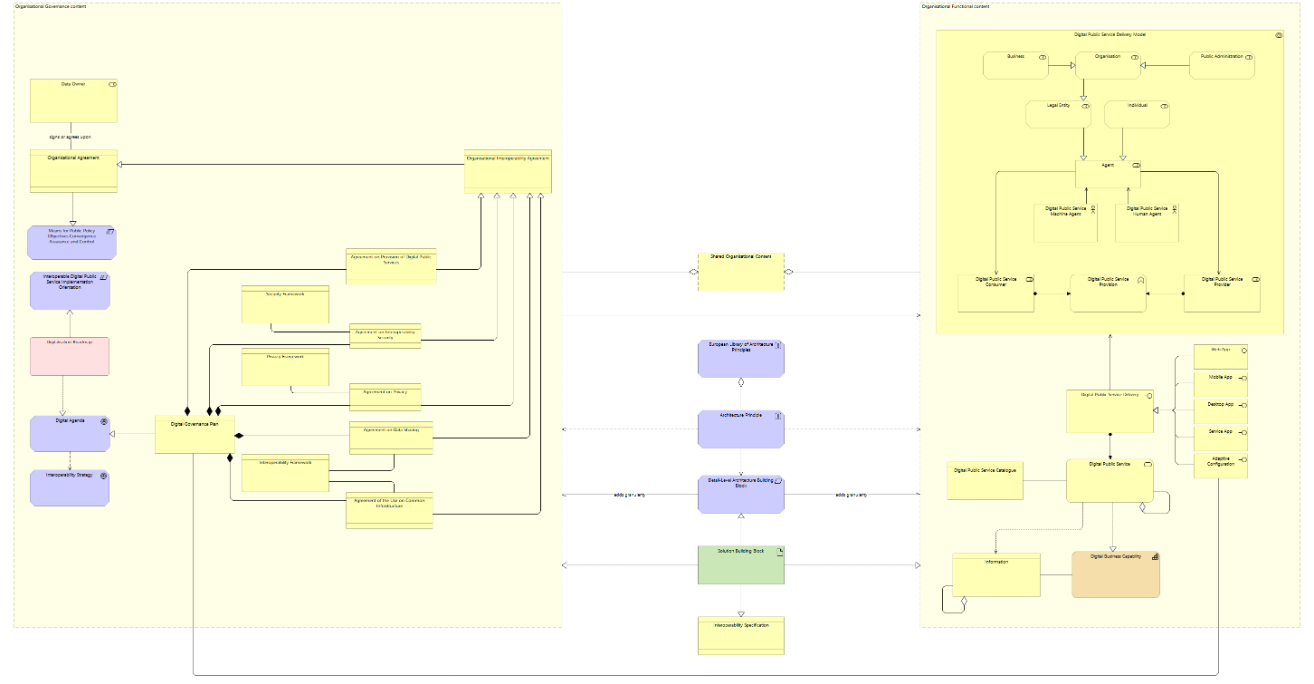 Organisational Governance content
Data Owner
signs or agrees upon
Organisational Agreement
Means for Public Policy
Objectives Convergence
Assurance and Control
Interoperable Digital Public
Service Implementation
Orientation
Digitalisation Roadmap
Digital Agenda
Interoperability Strategy
Digital Governance Plan
Organisational Interoperability Agreement
Agreement on Provision of Digital Public
Services
Security Framework
Agreement on Interoperability
Security
Privacy Framework
Agreement on Privacy
Agreement on Data Sharing
Interoperability Framework
Agreement of the Use on Common
Infrastructure
Shared Organisational Content
European Library of Architecture
Principles
Architecture Principle
Detail-Level Architecture Building
Block
adds granularity
adds granularity
Solution Building Block
Interoperability Specification
Organisational Functional content
Digital Public Service Delivery Model
Business
Organisation
Public Administration
Legal Entity
Individual
Agent
Digital Public Service
Machine Agent
Digital Public Service
Human Agent
Digital Public Service
Consumer
Digital Public Service
Provision
Digital Public Service
Provider
Web App
Mobile App
Desktop App
Service App
Adaptive
Configuration
Digital Public Service Delivery
Digital Public Service Catalogue
Digital Public Service
Information
Digital Business Capability